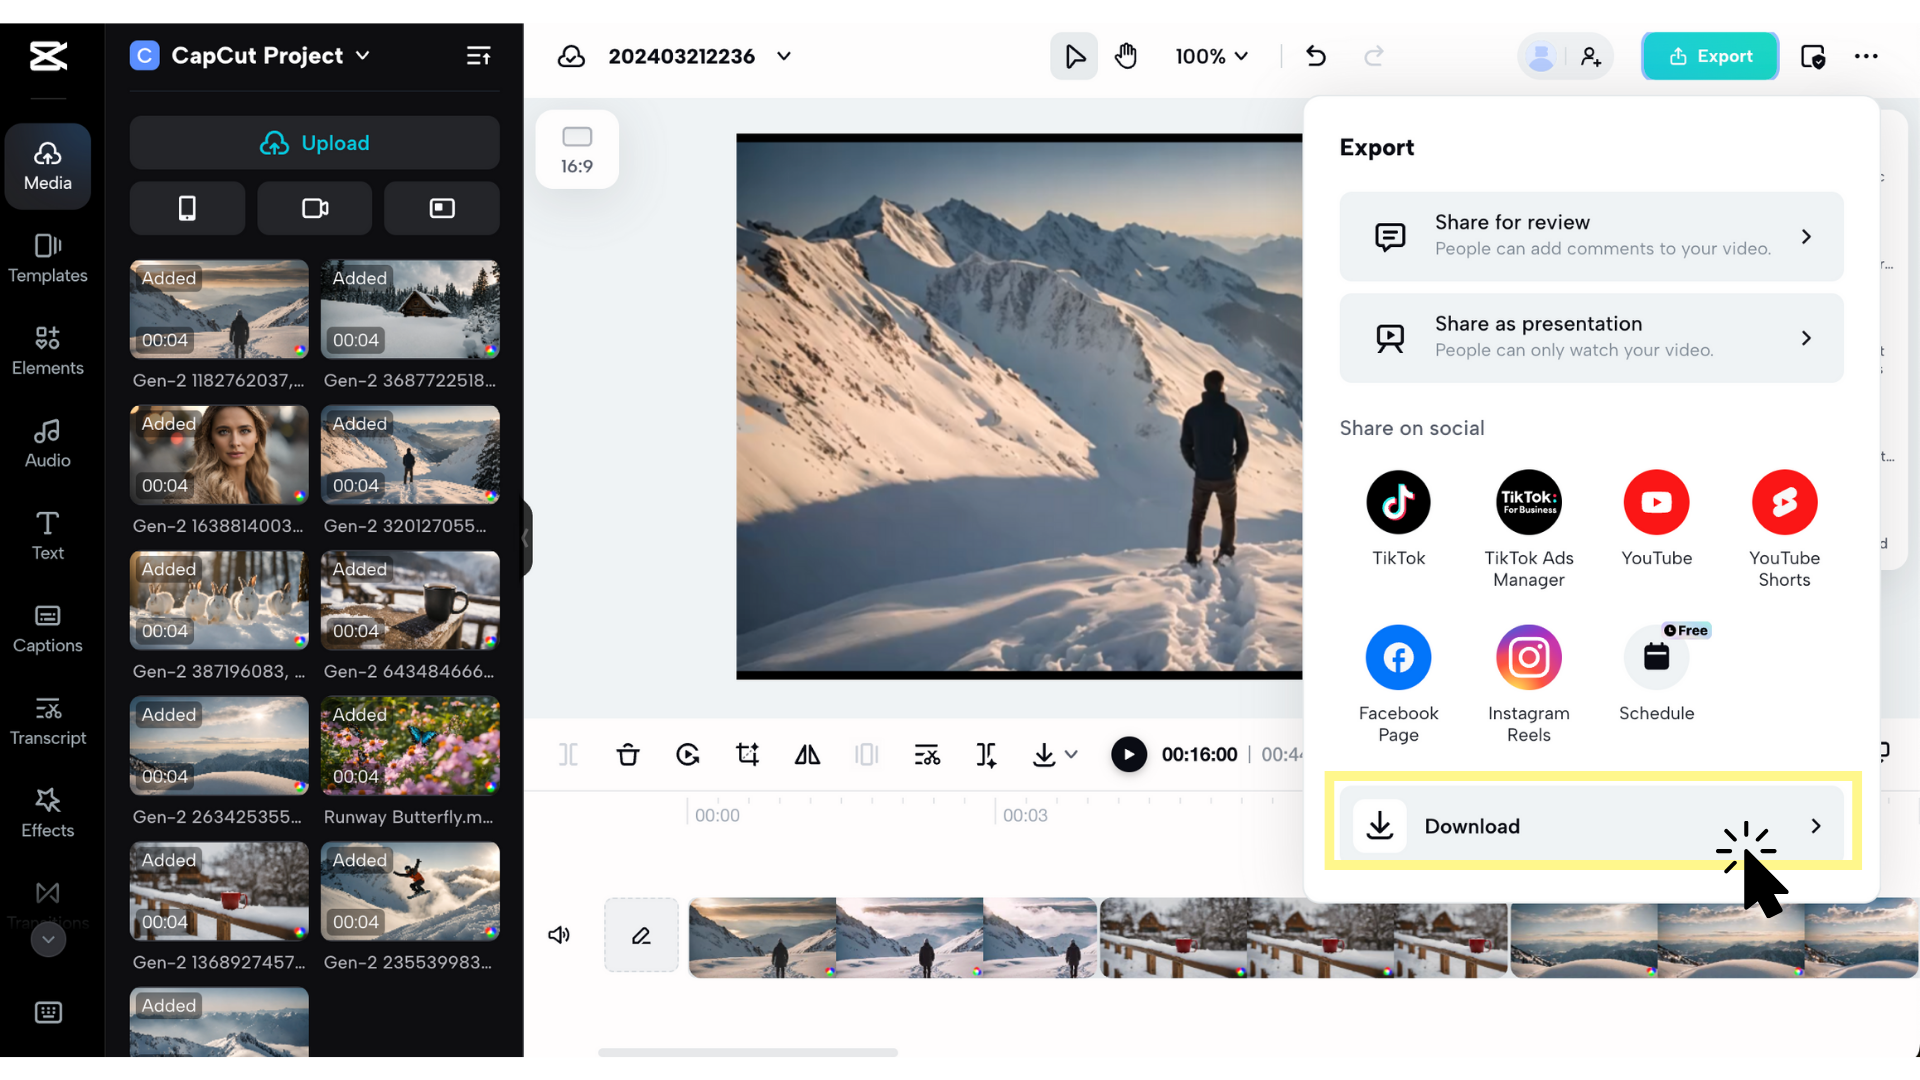 C CapCut Project
202403212236
100%
Export
Upload
16:9
Media
Templates
Elements
Audio
Text
Captions
Transcript
Effects
Transitions
Added
00:04
Gen-2 1182762037,...
Added
00:04
Gen-2 3687722518...
Added
00:04
Gen-2 1638814003...
Added
00:04
Gen-2 320127055...
Added
00:04
Gen-2 387196083, ...
Added
00:04
Gen-2 643484666...
Added
00:04
Gen-2 263425355...
Added
00:04
Runway Butterfly.m...
Added
00:04
Gen-2 1368927457...
Added
00:04
Gen-2 235539983...
Added
Export
Share for review
People can add comments to your video.
Share as presentation
People can only watch your video.
Share on social
TikTok
TikTok:
For Business
TikTok Ads
Manager
YouTube
YouTube
Shorts
Facebook
Page
Instagram
Reels
Free
Schedule
Download
00:16:00 | 00:44
00:00
00:03